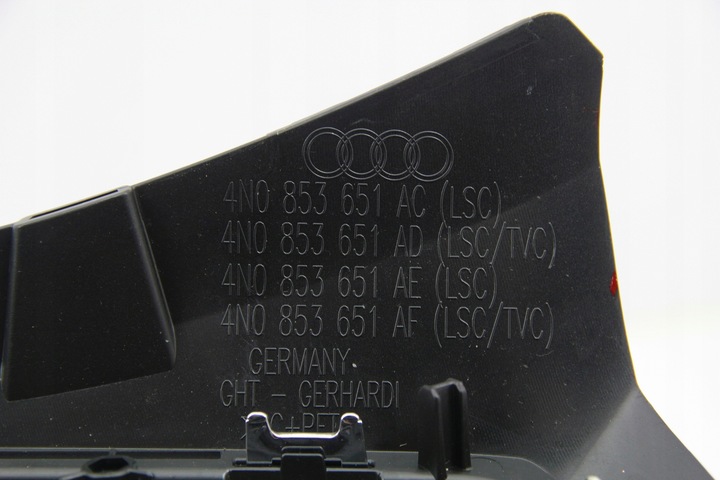 4N0 853 651 AC (LSC)
4N0 853 651 AD (LSC/TVC)
4N0 853 651 AE (LSC)
4N0 853 651 AF (LSC/TVC)
GERMANY
GHT - GERHARDI